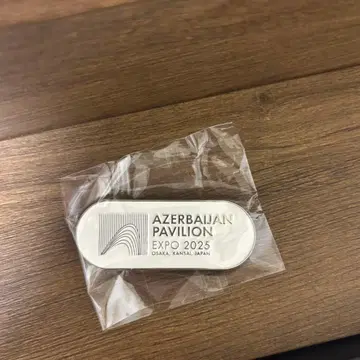 AZERBAIJAN
PAVILION
EXPO 2025
OSAKA, KANSAI, JAPAN